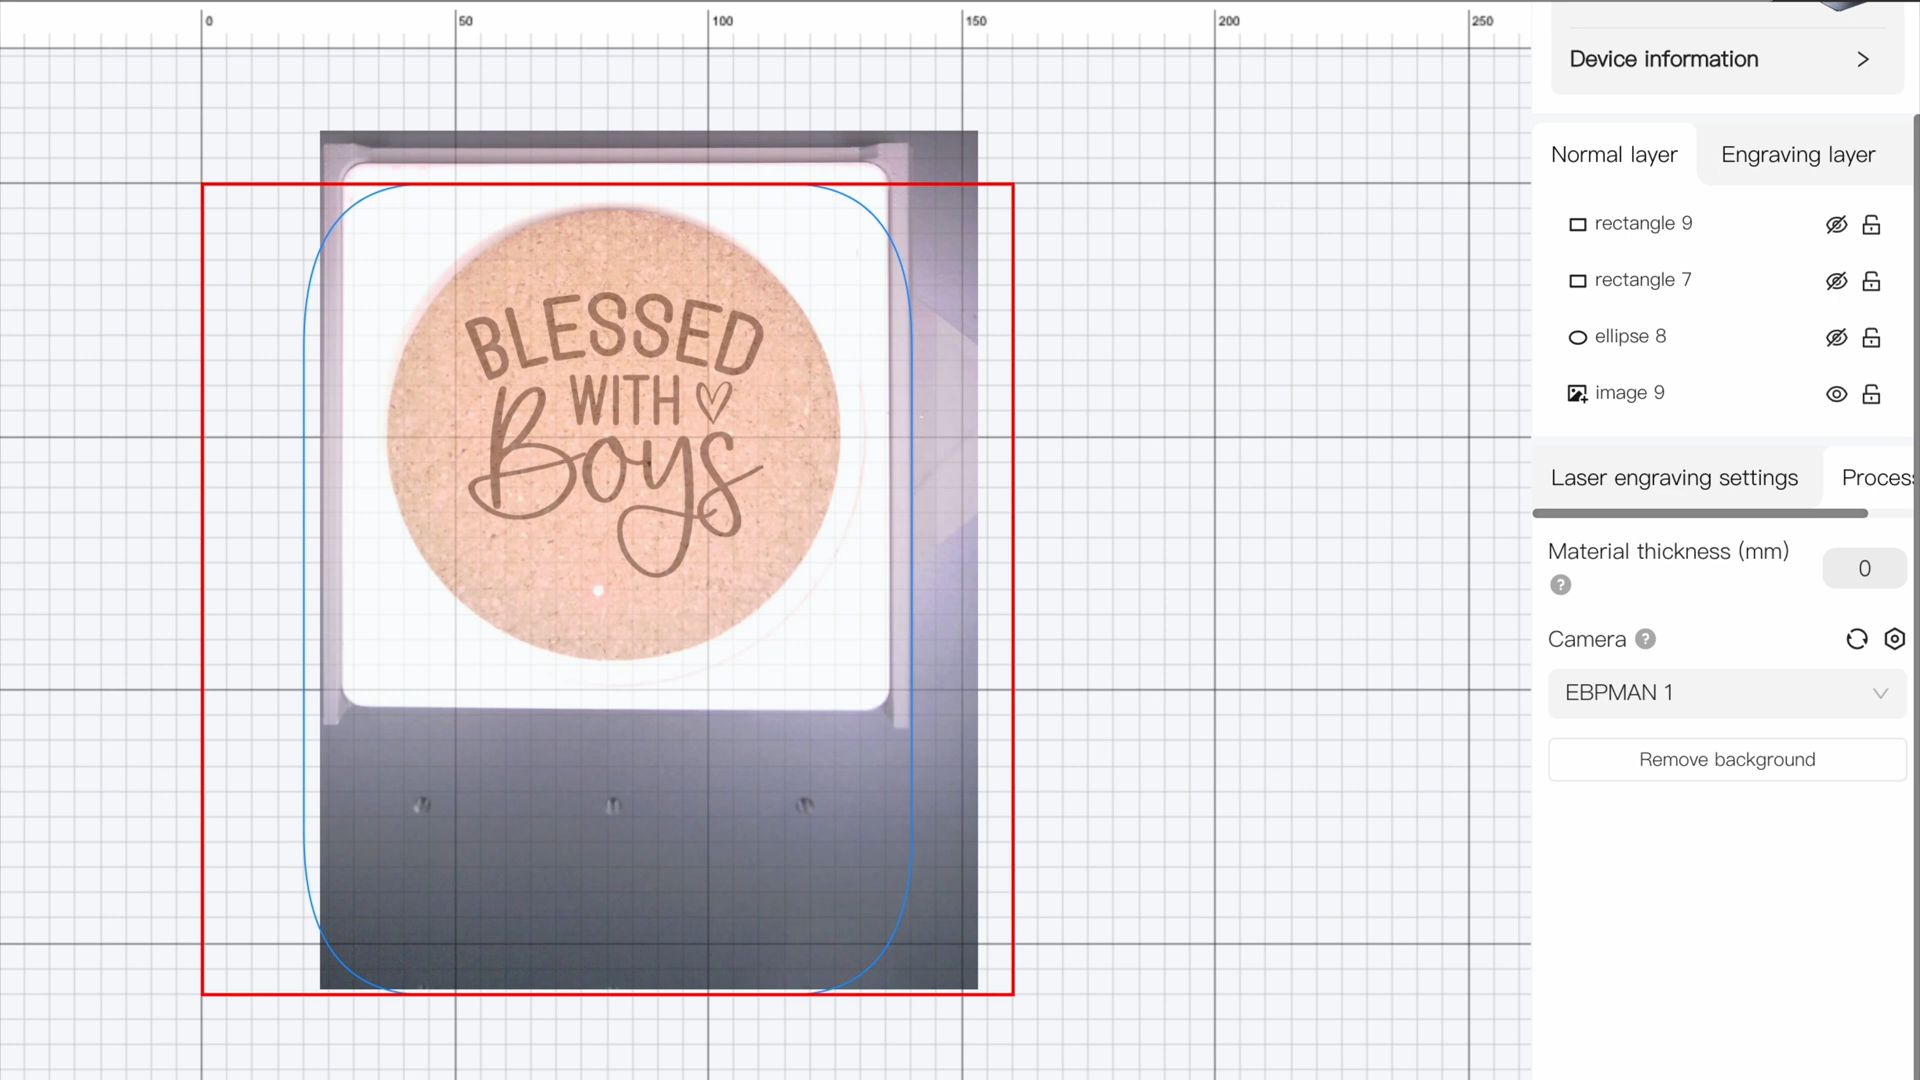 0 50 100 150 200 250
Device information
Normal layer Engraving layer
rectangle 9
rectangle 7
ellipse 8
image 9
Laser engraving settings Process
Material thickness (mm) 0
?
Camera ?
EBPMAN 1
Remove background
BLESSED
WITH
Boys